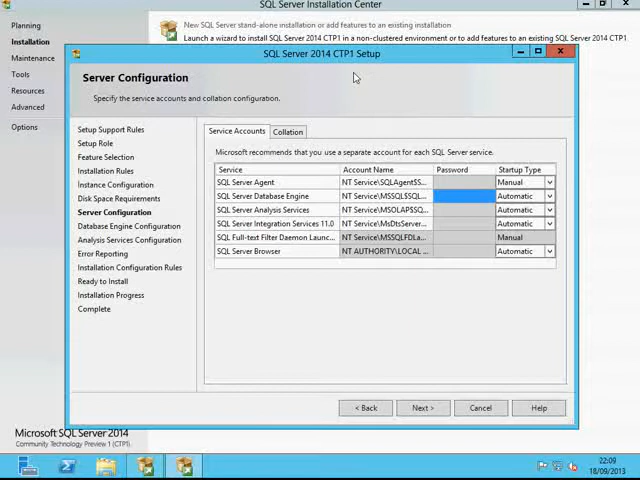 SQL Server Installation Center
Planning
Installation
Maintenance
Tools
Resources
Advanced
Options
New SQL Server stand-alone installation or add features to an existing installation
Launch a wizard to install SQL Server 2014 CTP1 in a non-clustered environment or to add features to an existing SQL Server 2014 CTP1
SQL Server 2014 CTP1 Setup
Server Configuration
Specify the service accounts and collation configuration.
Setup Support Rules
Setup Role
Feature Selection
Installation Rules
Instance Configuration
Disk Space Requirements
Server Configuration
Database Engine Configuration
Analysis Services Configuration
Error Reporting
Installation Configuration Rules
Ready to Install
Installation Progress
Complete
Service Accounts Collation
Microsoft recommends that you use a separate account for each SQL Server service.
Service Account Name Password Startup Type
SQL Server Agent NT Service\SQLAgent$S... Manual
SQL Server Database Engine NT Service\MSSQL$SQL... Automatic
SQL Server Analysis Services NT Service\MSOLAP$SQL... Automatic
SQL Server Integration Services 11.0 NT Service\MsDtsServer... Automatic
SQL Full-text Filter Daemon Launc... NT Service\MSSQLFDLa... Manual
SQL Server Browser NT AUTHORITY\LOCAL ... Automatic
< Back Next > Cancel Help
Microsoft SQL Server 2014
Community Technology Preview 1 (CTP1)
22:09
18/09/2013